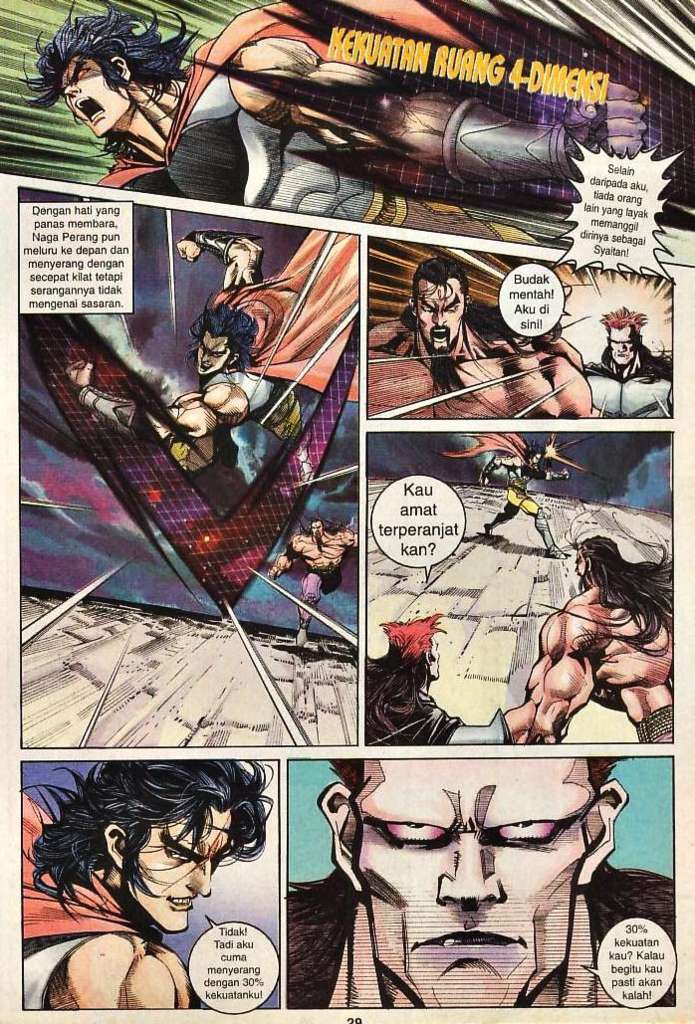 KEKUATAN RUANG 4-DIMENSI
Selain
daripada aku,
tiada orang
lain yang layak
memanggil
dirinya sebagai
Syaitan!
Dengan hati yang
panas membara,
Naga Perang pun
meluru ke depan dan
menyerang dengan
secepat kilat tetapi
serangannya tidak
mengenai sasaran.
Budak
mentah!
Aku di
sini!
Kau
amat
terperanjat
kan?
Tidak!
Tadi aku
cuma
menyerang
dengan 30%
kekuatanku!
30%
kekuatan
kau? Kalau
begitu kau
pasti akan
kalah!
29